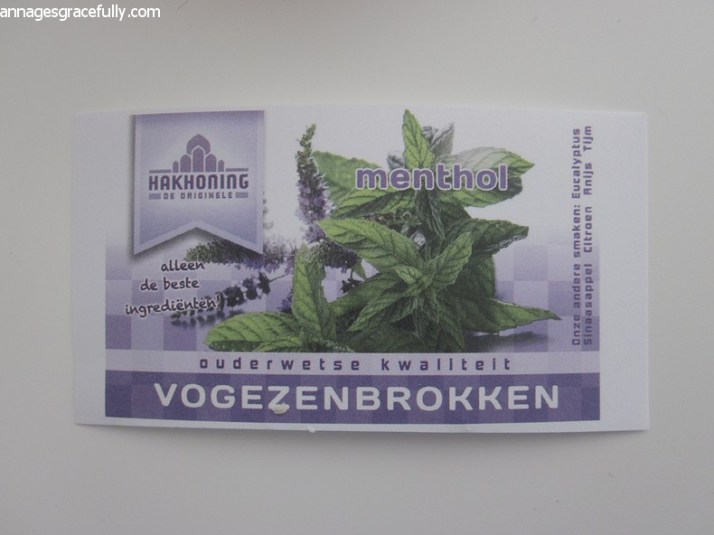 annagesgracefully.com
HAKHONING
DE ORIGINELE
menthol
alleen
de beste
ingrediënten!
Onze andere smaken: Eucalyptus
Sinaasappel Citroen Anijs Tijm
ouderwetse kwaliteit
VOGEZENBROKKEN